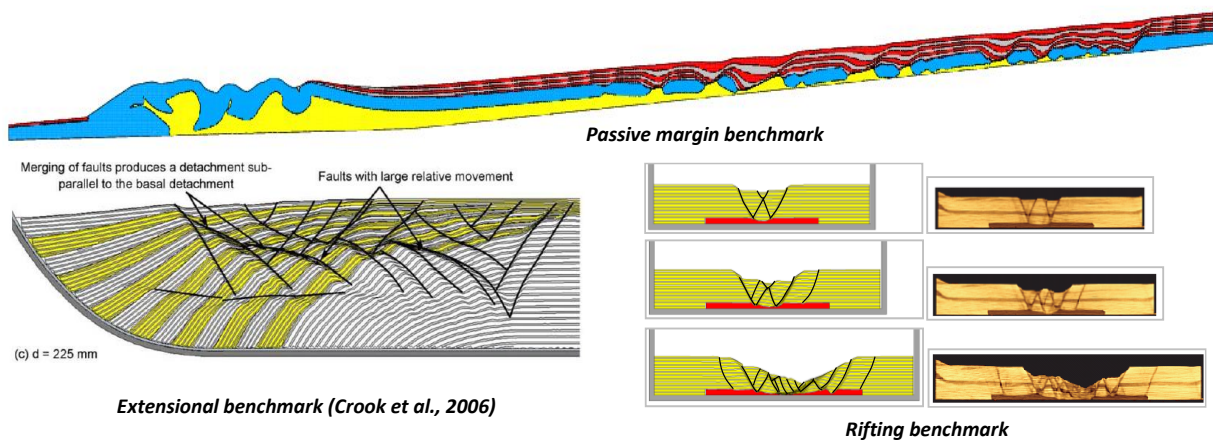 Passive margin benchmark
Merging of faults produces a detachment sub-
parallel to the basal detachment
Faults with large relative movement
(c) d = 225 mm
Extensional benchmark (Crook et al., 2006)
Rifting benchmark